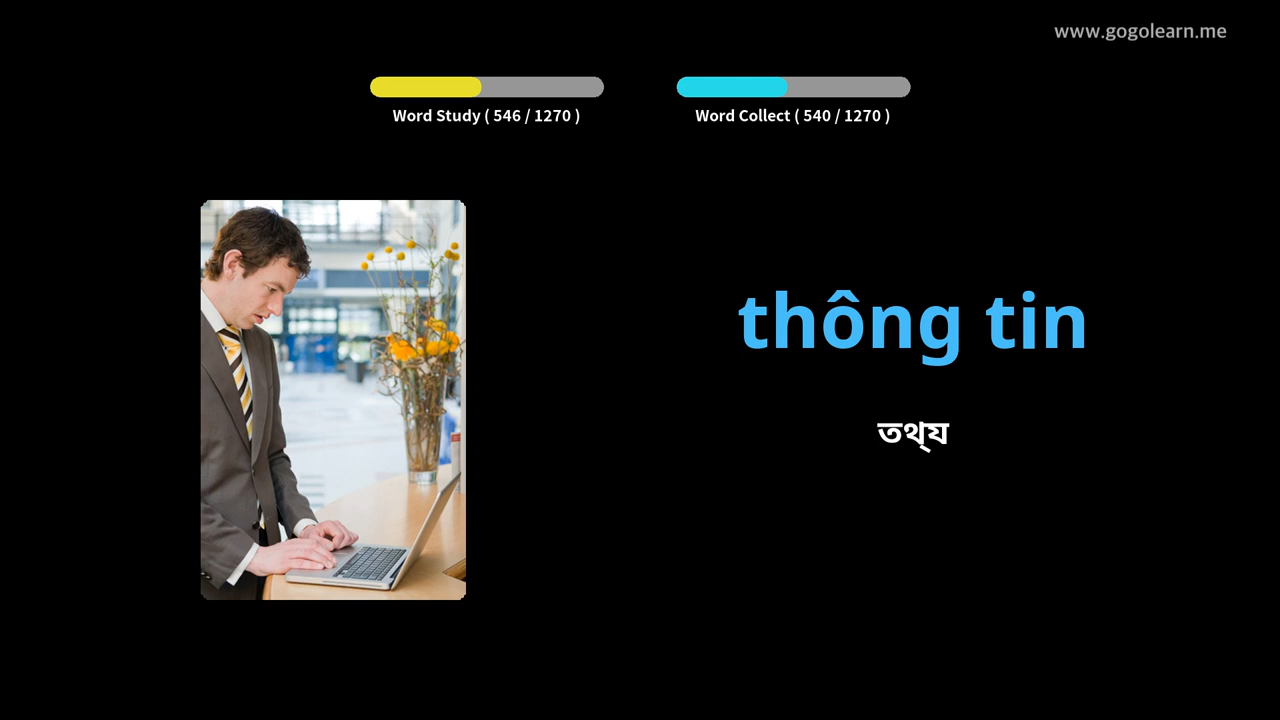 www.gogolearn.me
Word Study ( 546 / 1270 )
Word Collect ( 540 / 1270 )
thông tin
তথ্য